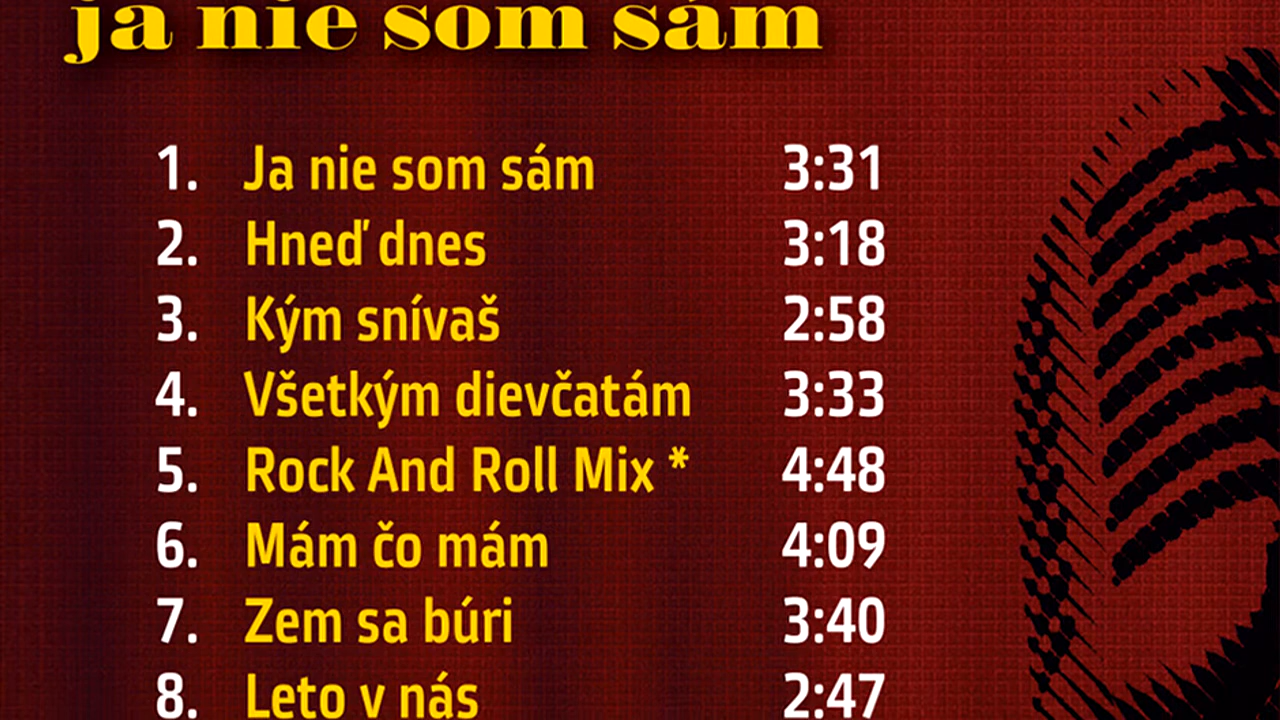 ja nie som sám
1. Ja nie som sám 3:31
2. Hneď dnes 3:18
3. Kým snívaš 2:58
4. Všetkým dievčatám 3:33
5. Rock And Roll Mix * 4:48
6. Mám čo mám 4:09
7. Zem sa búri 3:40
8. Leto v nás 2:47